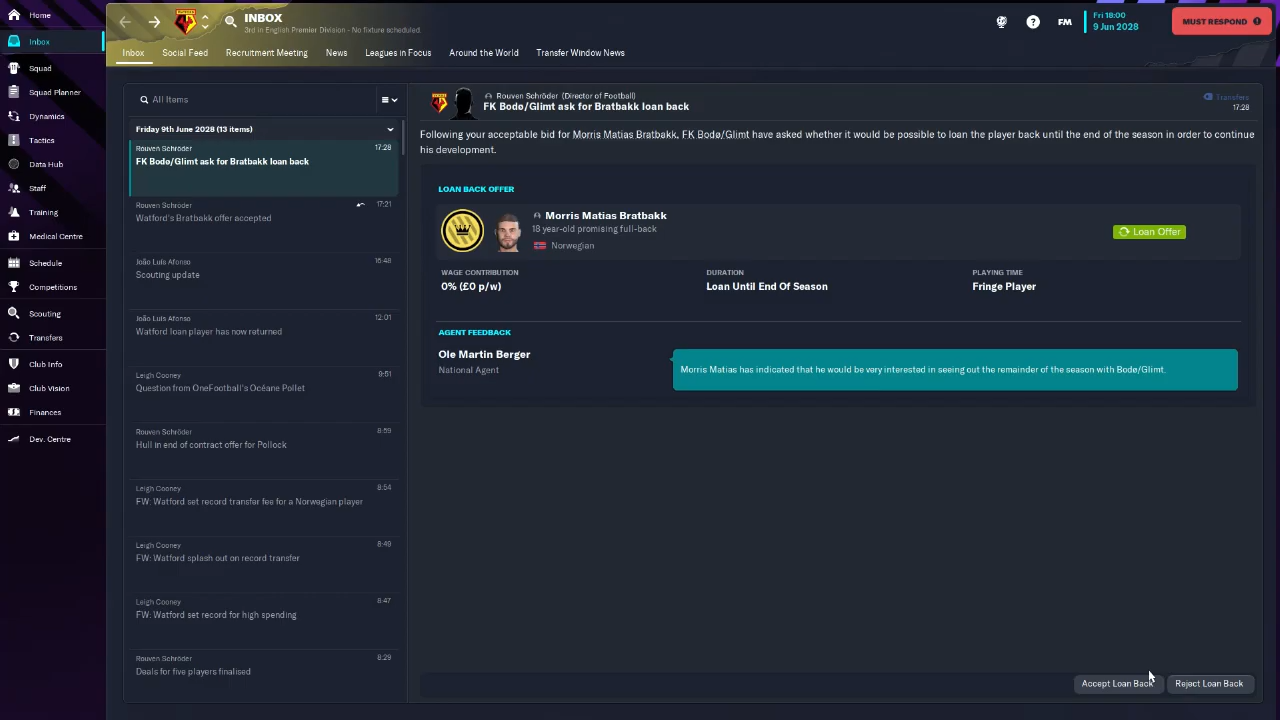 Home
INBOX
3rd in English Premier Division - No fixture scheduled.
FM
Fri 18:00
9 Jun 2028
MUST RESPOND
Inbox
Squad
Squad Planner
Dynamics
Tactics
Data Hub
Staff
Training
Medical Centre
Schedule
Competitions
Scouting
Transfers
Club Info
Club Vision
Finances
Dev. Centre
Inbox
Social Feed
Recruitment Meeting
News
Leagues in Focus
Around the World
Transfer Window News
All Items
Friday 9th June 2028 (13 items)
Rouven Schröder
17:28
FK Bodø/Glimt ask for Bratbakk loan back
Rouven Schröder
17:21
Watford's Bratbakk offer accepted
João Luís Afonso
16:48
Scouting update
João Luís Afonso
12:01
Watford loan player has now returned
Leigh Cooney
9:51
Question from OneFootball's Océane Pollet
Rouven Schröder
8:59
Hull in end of contract offer for Pollock
Leigh Cooney
8:54
FW: Watford set record transfer fee for a Norwegian player
Leigh Cooney
8:49
FW: Watford splash out on record transfer
Leigh Cooney
8:47
FW: Watford set record for high spending
Rouven Schröder
8:29
Deals for five players finalised
Rouven Schröder (Director of Football)
FK Bodø/Glimt ask for Bratbakk loan back
Transfers
17:28
Following your acceptable bid for Morris Matias Bratbakk, FK Bodø/Glimt have asked whether it would be possible to loan the player back until the end of the season in order to continue
his development.
LOAN BACK OFFER
Morris Matias Bratbakk
18 year-old promising full-back
Norwegian
Loan Offer
WAGE CONTRIBUTION
0% (£0 p/w)
DURATION
Loan Until End Of Season
PLAYING TIME
Fringe Player
AGENT FEEDBACK
Ole Martin Berger
National Agent
Morris Matias has indicated that he would be very interested in seeing out the remainder of the season with Bodø/Glimt.
Accept Loan Back
Reject Loan Back